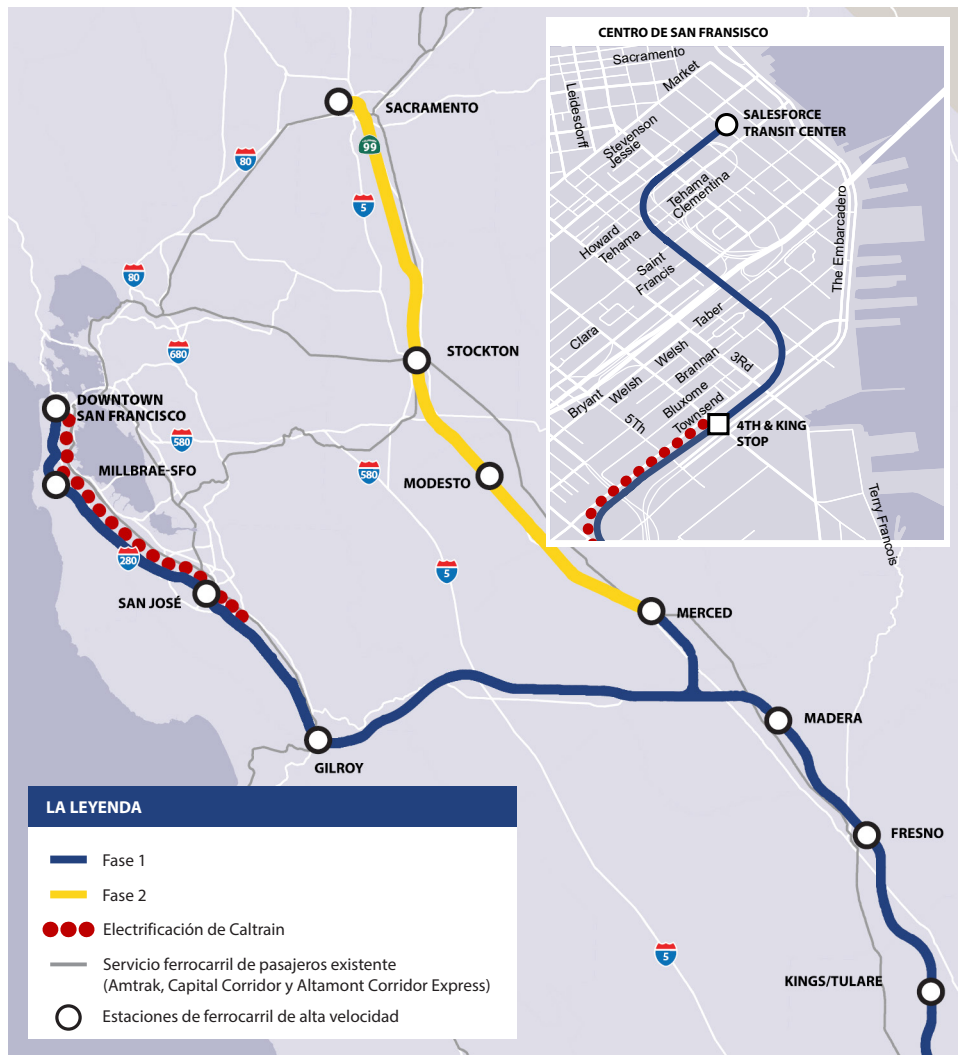 CENTRO DE SAN FRANSISCO
Sacramento
Market
Leidesdorff
Stevenson
Jessie
SALESFORCE
TRANSIT CENTER
Tehama
Clementina
Howard
Tehama
Saint
Francis
The Embarcadero
Clara
Taber
Welsh
Brannan
3Rd
Bryant
Welsh
Bluxome
Townsend
5Th
4TH & KING
STOP
Terry Francois
SACRAMENTO
99
80
5
80
680
STOCKTON
DOWNTOWN
SAN FRANCISCO
580
580
MILLBRAE-SFO
MODESTO
280
5
SAN JOSÉ
MERCED
MADERA
GILROY
FRESNO
5
KINGS/TULARE
LA LEYENDA
Fase 1
Fase 2
Electrificación de Caltrain
Servicio ferrocarril de pasajeros existente
(Amtrak, Capital Corridor y Altamont Corridor Express)
Estaciones de ferrocarril de alta velocidad